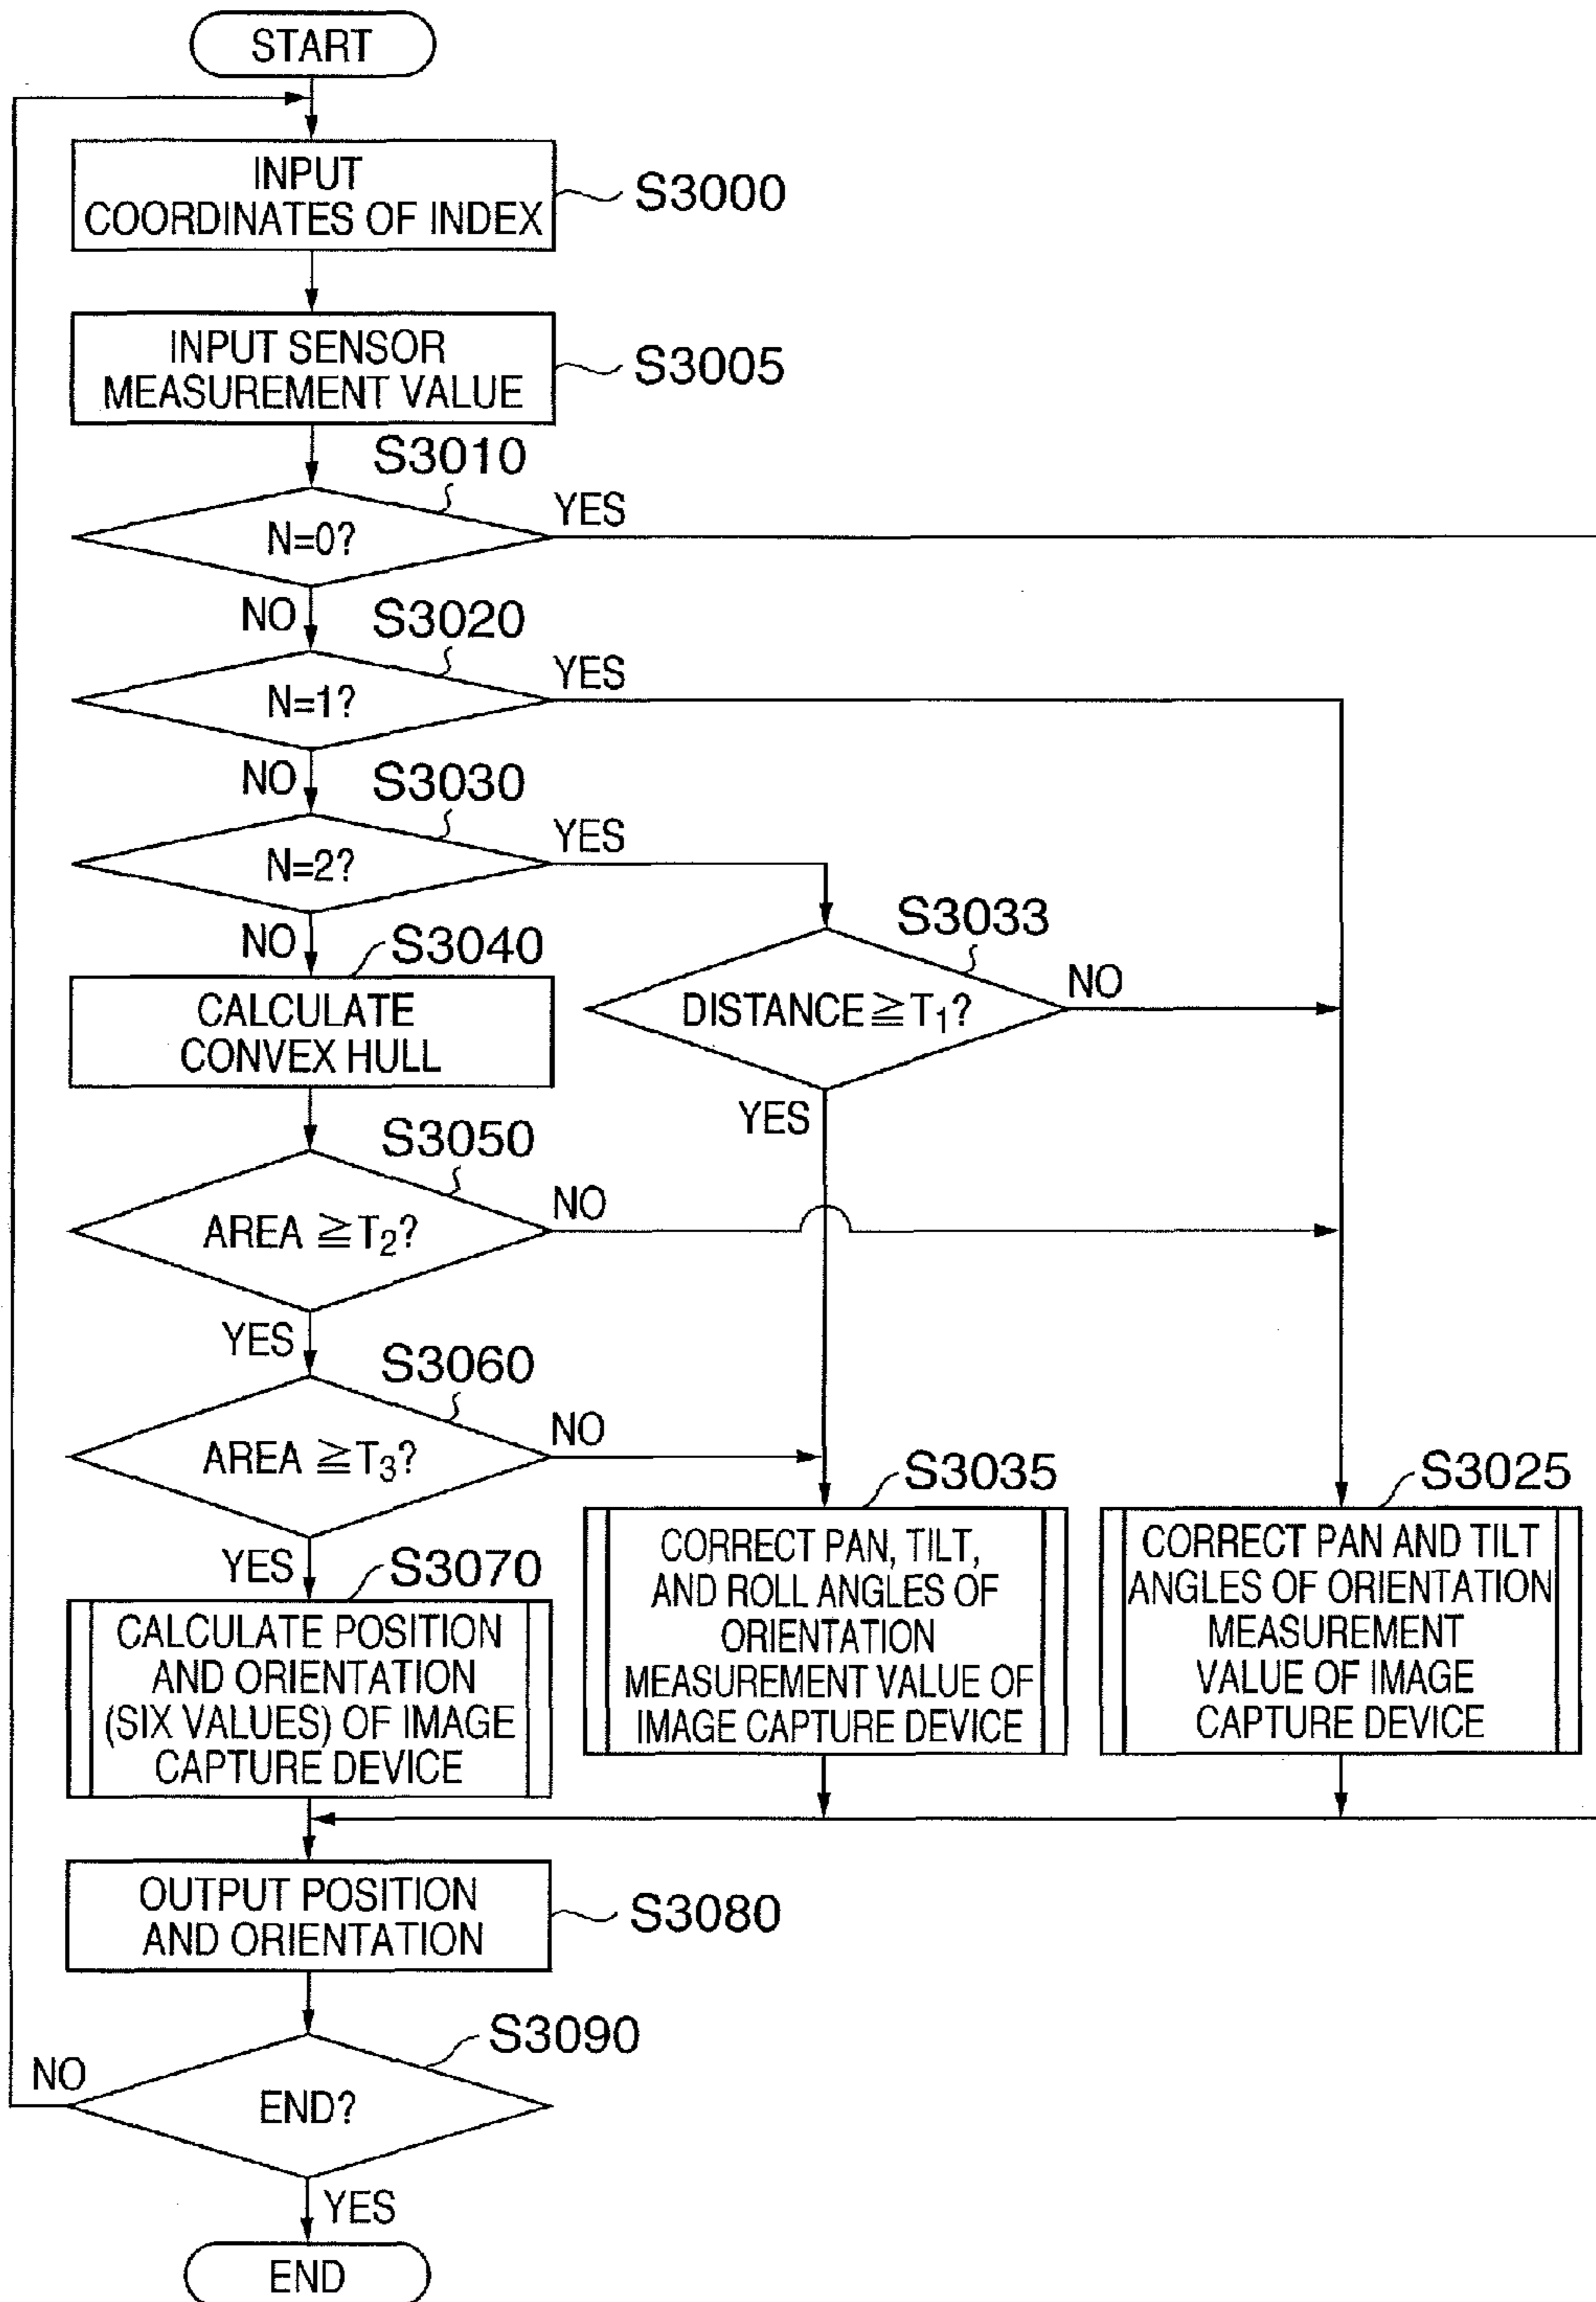 START
INPUT
COORDINATES OF INDEX
S3000
INPUT SENSOR
MEASUREMENT VALUE
S3005
S3010
N=0?
YES
NO
S3020
N=1?
YES
NO
S3030
N=2?
YES
NO
S3040
CALCULATE
CONVEX HULL
S3033
DISTANCE≧T1?
NO
YES
S3050
AREA ≧T2?
NO
YES
S3060
AREA ≧T3?
NO
YES
S3070
CALCULATE POSITION
AND ORIENTATION
(SIX VALUES) OF IMAGE
CAPTURE DEVICE
S3035
CORRECT PAN, TILT,
AND ROLL ANGLES OF
ORIENTATION
MEASUREMENT VALUE OF
IMAGE CAPTURE DEVICE
S3025
CORRECT PAN AND TILT
ANGLES OF ORIENTATION
MEASUREMENT
VALUE OF IMAGE
CAPTURE DEVICE
OUTPUT POSITION
AND ORIENTATION
S3080
S3090
NO
END?
YES
END